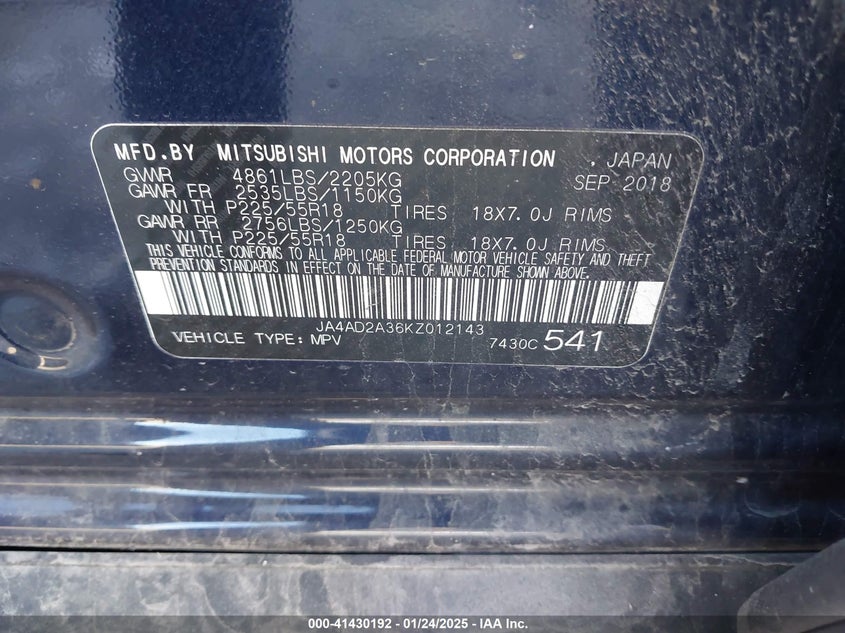 MFD.BY MITSUBISHI MOTORS CORPORATION , JAPAN
GVWR 4861LBS/2205KG SEP 2018
GAWR FR 2535LBS/1150KG
WITH P225/55R18 TIRES 18X7.0J RIMS
GAWR RR 2756LBS/1250KG
WITH P225/55R18 TIRES 18X7.0J RIMS
THIS VEHICLE CONFORMS TO ALL APPLICABLE FEDERAL MOTOR VEHICLE SAFETY AND THEFT
PREVENTION STANDARDS IN EFFECT ON THE DATE OF MANUFACTURE SHOWN ABOVE.
JA4AD2A36KZ012143
VEHICLE TYPE: MPV 7430C 541
000-41430192 - 01/24/2025 - IAA Inc.